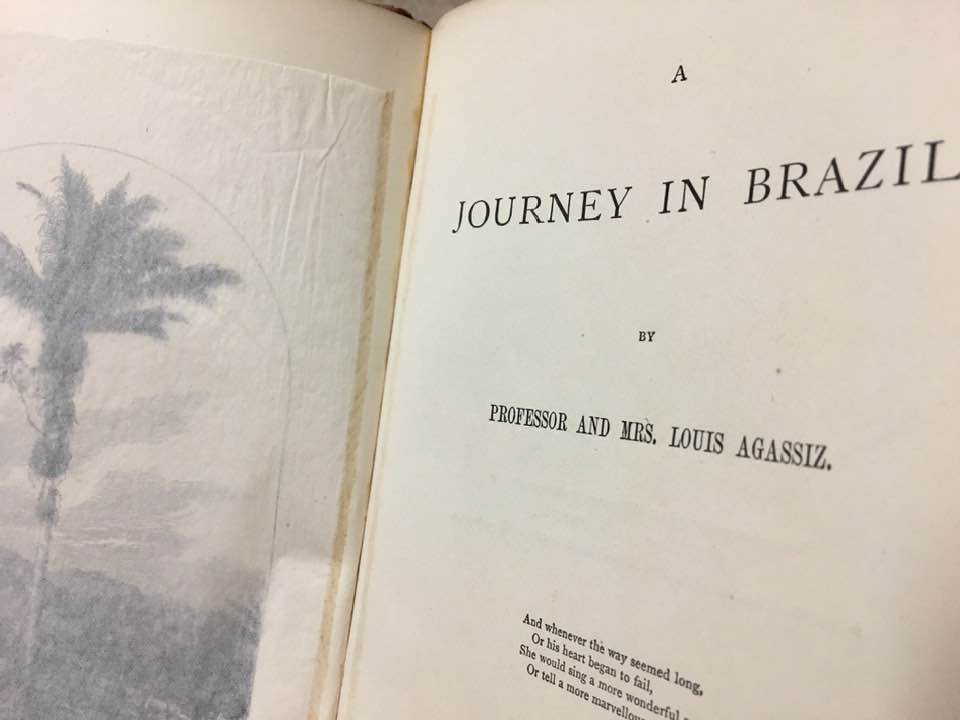 A
JOURNEY IN BRAZIL
BY
PROFESSOR AND MRS. LOUIS AGASSIZ.
And whenever the way seemed long,
Or his heart began to fail,
She would sing a more wonderful
Or tell a more marvellous